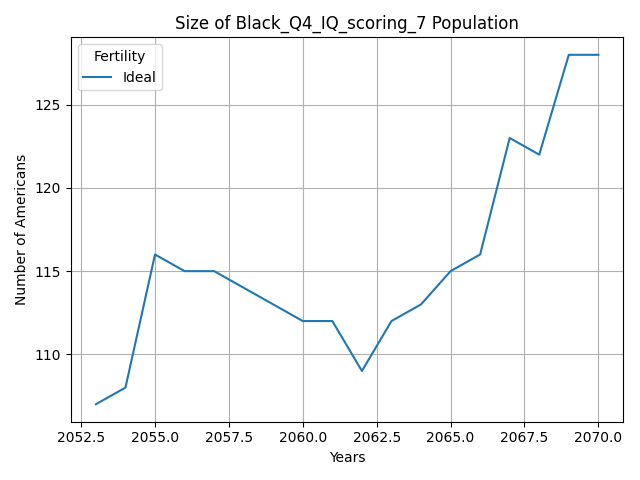 Size of Black_Q4_IQ_scoring_7 Population
Fertility
Ideal
Number of Americans
125
120
115
110
2052.5 2055.0 2057.5 2060.0 2062.5 2065.0 2067.5 2070.0
Years